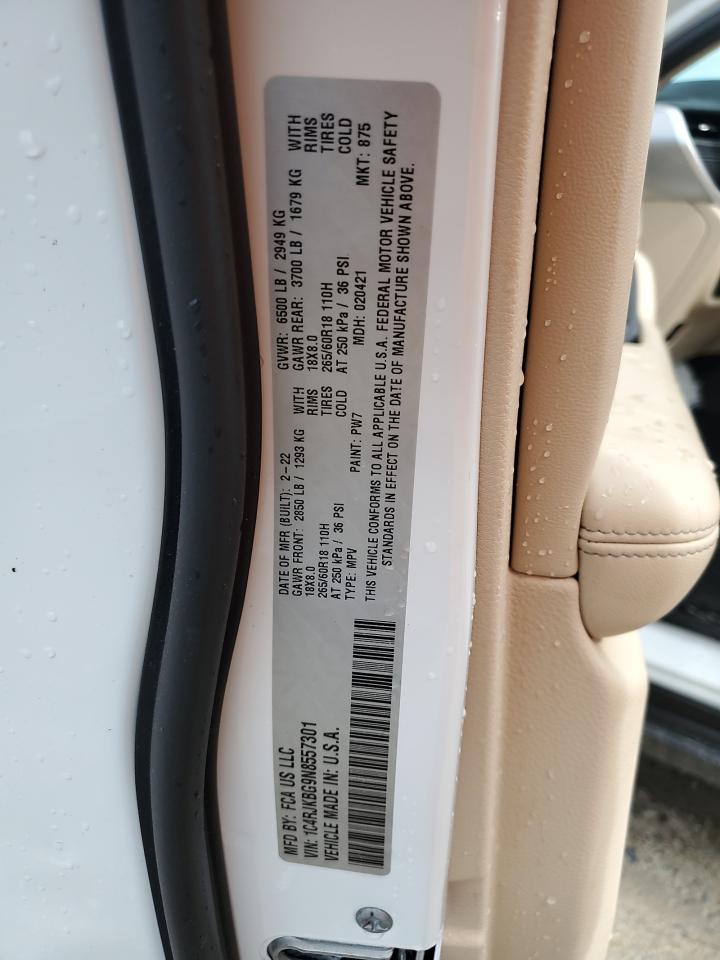 MFD BY: FCA US LLC
VIN: 1C4RJKBG9N8557301
VEHICLE MADE IN: U.S.A.
DATE OF MFR (BUILT): 2-22 GVWR: 6500 LB / 2949 KG
GAWR FRONT: 2850 LB / 1293 KG WITH GAWR REAR: 3700 LB / 1679 KG WITH
18X8.0 RIMS 18X8.0 RIMS
265/60R18 110H TIRES 265/60R18 110H TIRES
AT 250 kPa / 36 PSI COLD AT 250 kPa / 36 PSI COLD
TYPE: MPV PAINT: PW7 MDH: 020421 MKT: 875
THIS VEHICLE CONFORMS TO ALL APPLICABLE U.S.A. FEDERAL MOTOR VEHICLE SAFETY
STANDARDS IN EFFECT ON THE DATE OF MANUFACTURE SHOWN ABOVE.